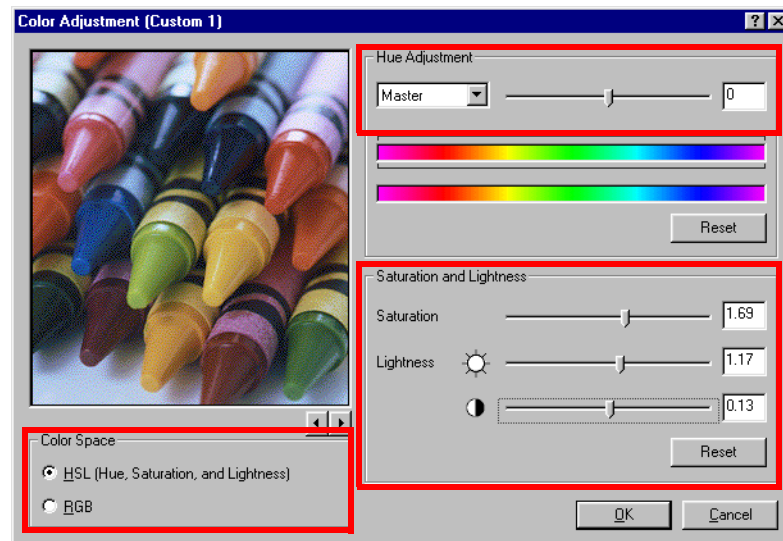 Color Adjustment (Custom 1)
Hue Adjustment
Master 0
Reset
Saturation and Lightness
Saturation 1.69
Lightness 1.17
0.13
Reset
Color Space
HSL (Hue, Saturation, and Lightness)
RGB
OK Cancel